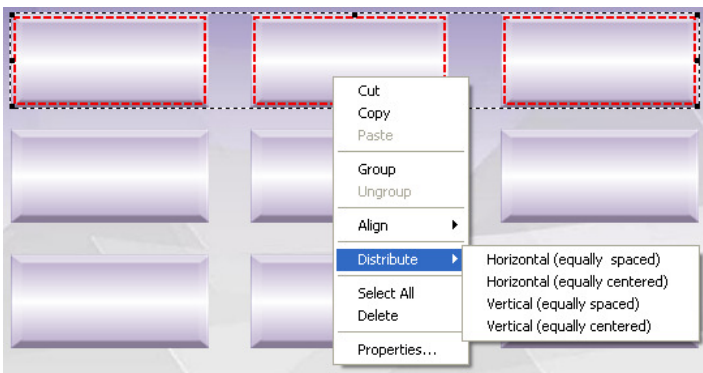 Cut
Copy
Paste
Group
Ungroup
Align
Distribute
Select All
Delete
Properties...
Horizontal (equally spaced)
Horizontal (equally centered)
Vertical (equally spaced)
Vertical (equally centered)